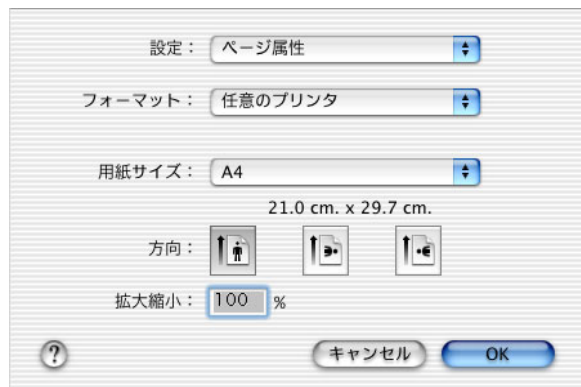 設定： ページ属性
フォーマット： 任意のプリンタ
用紙サイズ： A4
21.0 cm. x 29.7 cm.
方向：
拡大縮小： 100 %
? キャンセル OK